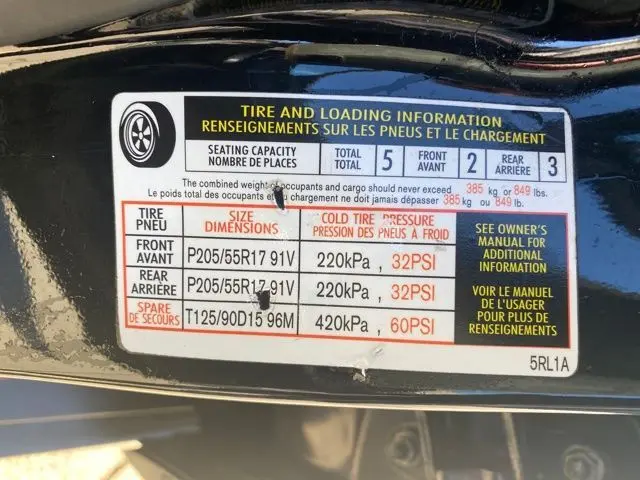 TIRE AND LOADING INFORMATION
RENSEIGNEMENTS SUR LES PNEUS ET LE CHARGEMENT
SEATING CAPACITY TOTAL 5 FRONT 2 REAR 3
NOMBRE DE PLACES TOTAL AVANT ARRIÈRE
The combined weight of occupants and cargo should never exceed 385 kg or 849 lbs.
Le poids total des occupants et du chargement ne doit jamais dépasser 385 kg ou 849 lb.
TIRE SIZE COLD TIRE PRESSURE
PNEU DIMENSIONS PRESSION DES PNEUS À FROID
FRONT
AVANT P205/55R17 91V 220kPa , 32PSI
REAR
ARRIÈRE P205/55R17 91V 220kPa , 32PSI
SPARE
DE SECOURS T125/90D15 96M 420kPa , 60PSI
SEE OWNER'S
MANUAL FOR
ADDITIONAL
INFORMATION
VOIR LE MANUEL
DE L'USAGER
POUR PLUS DE
RENSEIGNEMENTS
5RL1A